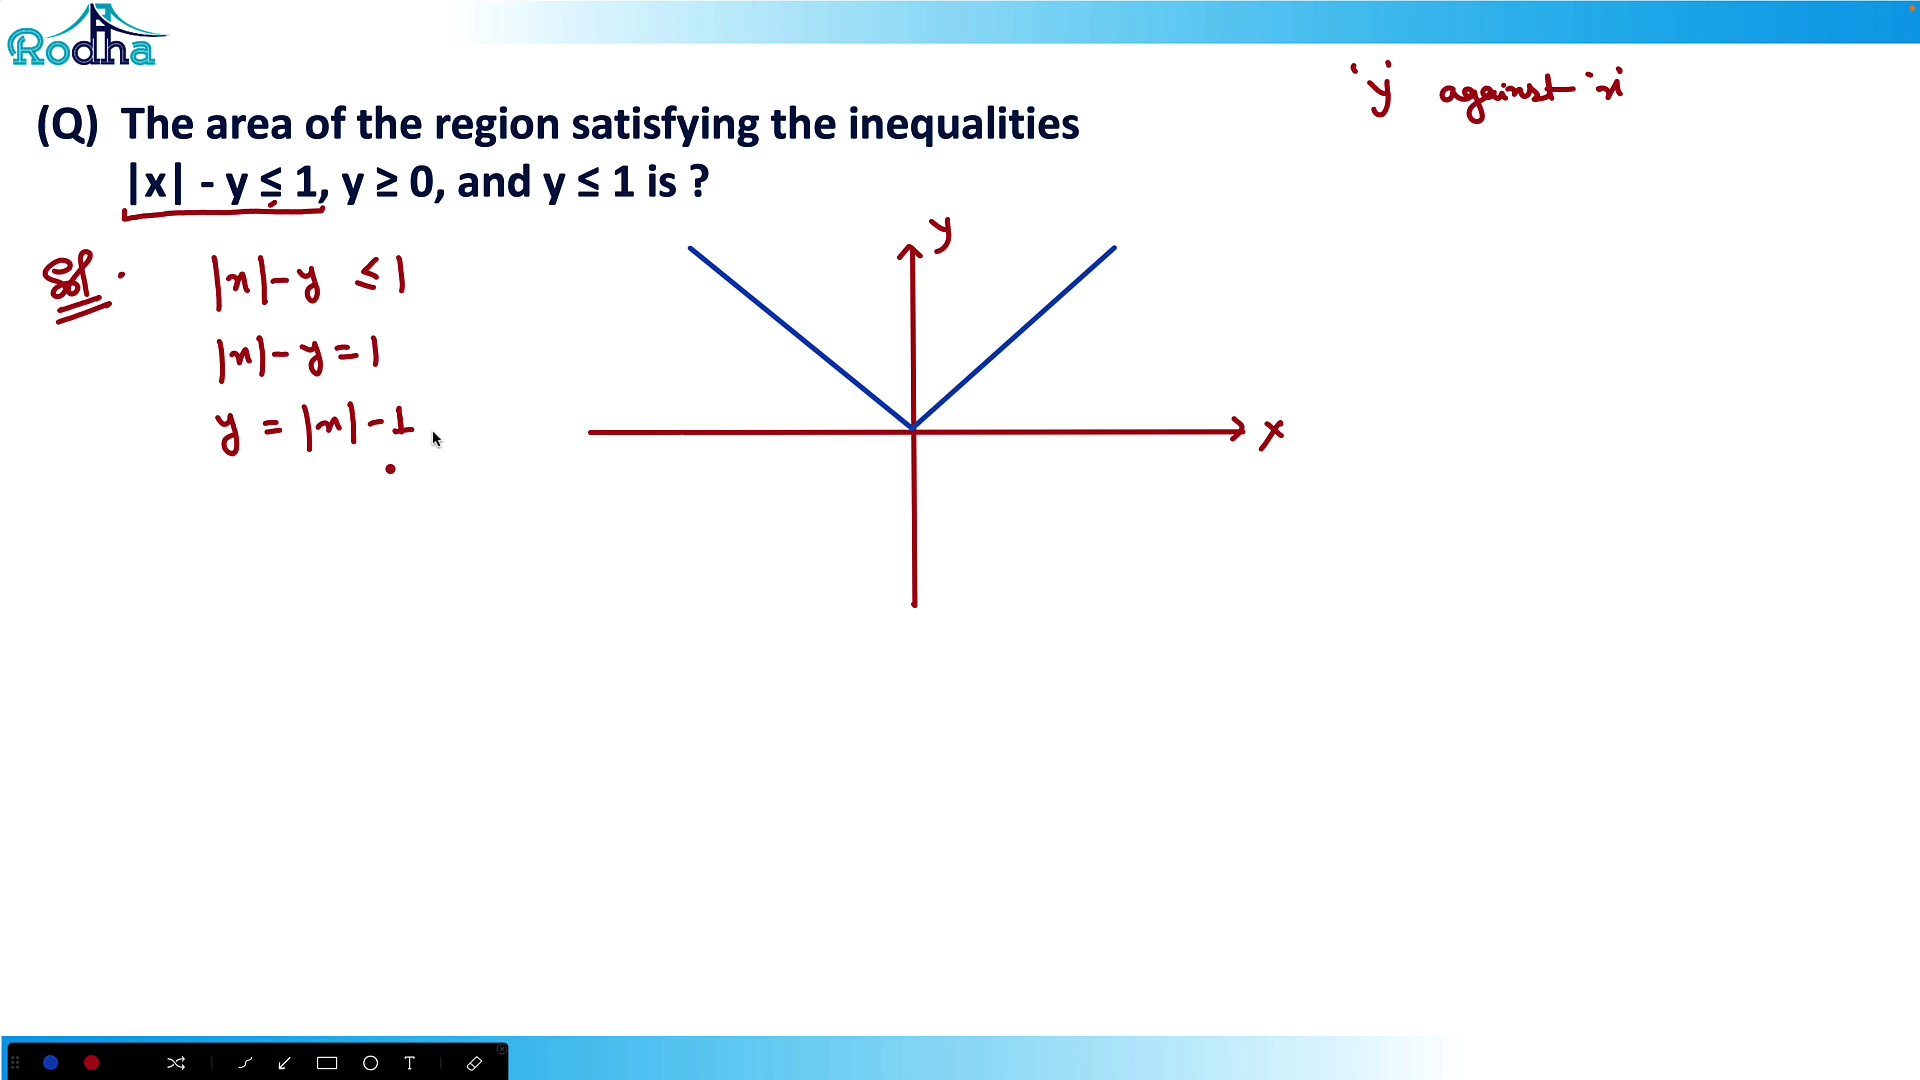 Rodha
'y' against 'x'
(Q) The area of the region satisfying the inequalities
|x| - y ≤ 1, y ≥ 0, and y ≤ 1 is ?
Sol.
|x| - y ≤ 1
|x| - y = 1
y = |x| - 1
y
x
T